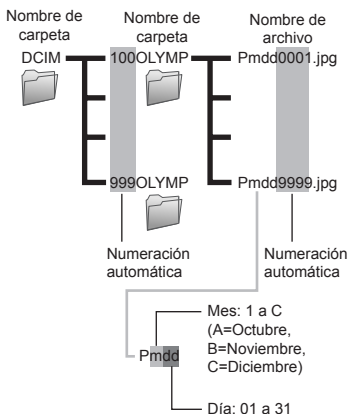 Nombre de
carpeta
Nombre de
carpeta
Nombre de
archivo
DCIM
100OLYMP
Pmdd0001.jpg
999OLYMP
Pmdd9999.jpg
Numeración
automática
Numeración
automática
Mes: 1 a C
(A=Octubre,
B=Noviembre,
C=Diciembre)
Pmdd
Día: 01 a 31